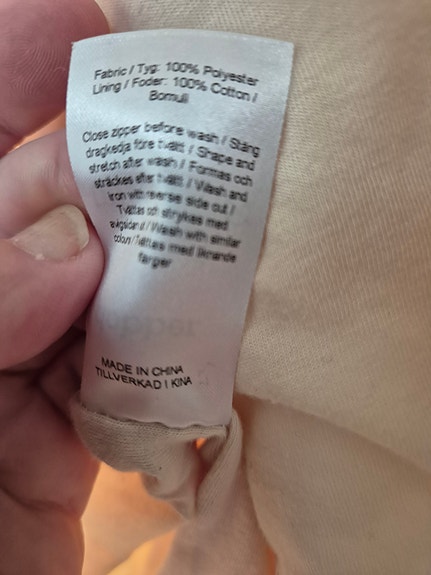 Fabric / Tyg: 100% Polyester
Lining / Foder: 100% Cotton /
Bomull
Close zipper before wash / Stäng
dragkedja före tvätt / Shape and
stretch after wash / Formas och
sträckes efter tvätt / Wash and
iron with reverse side out /
Tvättas och strykes med
avigsidan ut / Wash with similar
colors / Tvättas med liknande
färger
MADE IN CHINA
TILLVERKAD I KINA